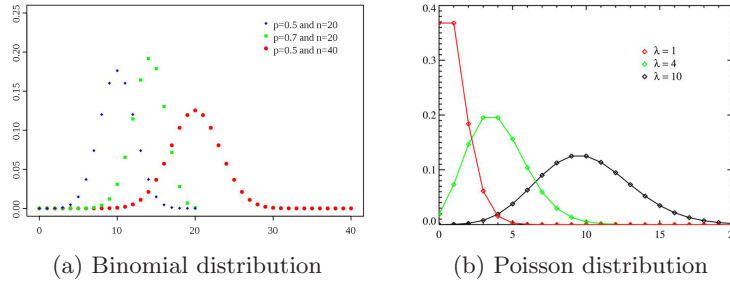 0.25
0.20
0.15
0.10
0.05
0.00
p=0.5 and n=20
p=0.7 and n=20
p=0.5 and n=40
0 10 20 30 40
(a) Binomial distribution
0.4
0.3
0.2
0.1
0.0
λ = 1
λ = 4
λ = 10
0 5 10 15 20
(b) Poisson distribution